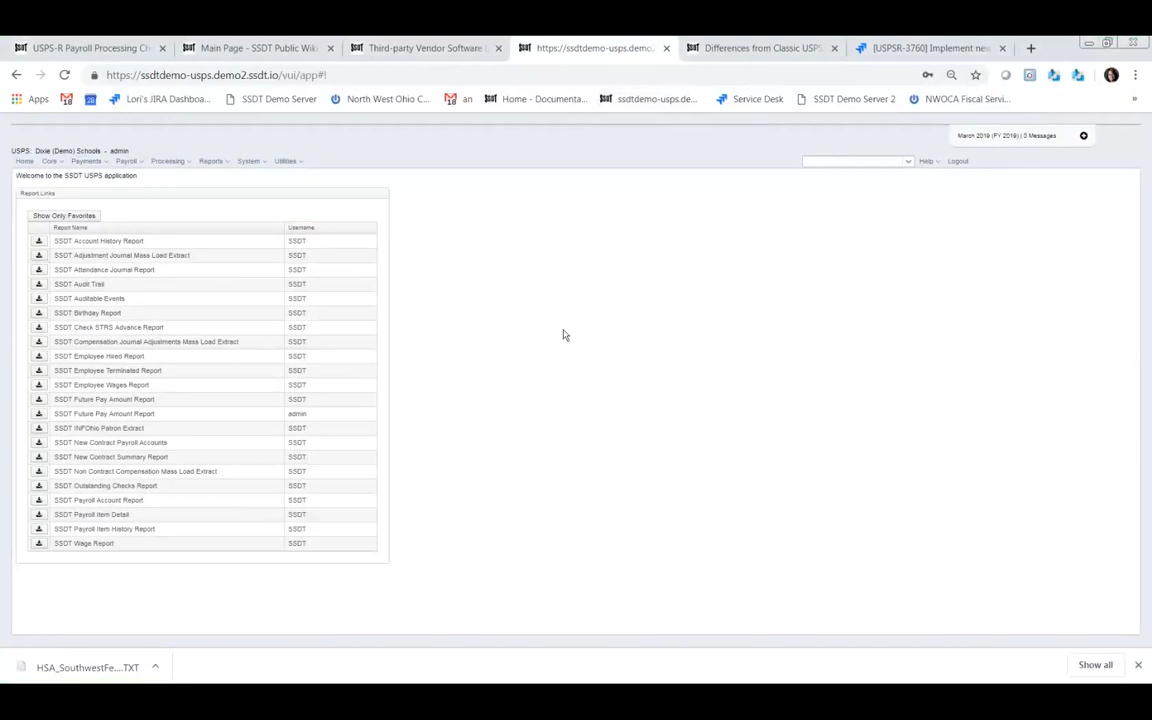 USPS-R Payroll Processing Ch
Main Page - SSDT Public Wiki
Third-party Vendor Software L
https://ssdtdemo-usps.demo2.
Differences from Classic USPS
[USPSR-3760] Implement new
https://ssdtdemo-usps.demo2.ssdt.io/vui/app#!
Apps
Lori's JIRA Dashboa...
SSDT Demo Server
North West Ohio C...
an
Home - Documenta...
ssdtdemo-usps.de...
Service Desk
SSDT Demo Server 2
NWOCA Fiscal Servi...
»
March 2019 (FY 2019) | 0 Messages
USPS: Dixie (Demo) Schools - admin
Home Core Payments Payroll Processing Reports System Utilities
Help Logout
Welcome to the SSDT USPS application
Report Links
Show Only Favorites
Report Name Username
SSDT Account History Report SSDT
SSDT Adjustment Journal Mass Load Extract SSDT
SSDT Attendance Journal Report SSDT
SSDT Audit Trail SSDT
SSDT Auditable Events SSDT
SSDT Birthday Report SSDT
SSDT Check STRS Advance Report SSDT
SSDT Compensation Journal Adjustments Mass Load Extract SSDT
SSDT Employee Hired Report SSDT
SSDT Employee Terminated Report SSDT
SSDT Employee Wages Report SSDT
SSDT Future Pay Amount Report SSDT
SSDT Future Pay Amount Report admin
SSDT INFOhio Patron Extract SSDT
SSDT New Contract Payroll Accounts SSDT
SSDT New Contract Summary Report SSDT
SSDT Non Contract Compensation Mass Load Extract SSDT
SSDT Outstanding Checks Report SSDT
SSDT Payroll Account Report SSDT
SSDT Payroll Item Detail SSDT
SSDT Payroll Item History Report SSDT
SSDT Wage Report SSDT
HSA_SouthwestFe....TXT
Show all